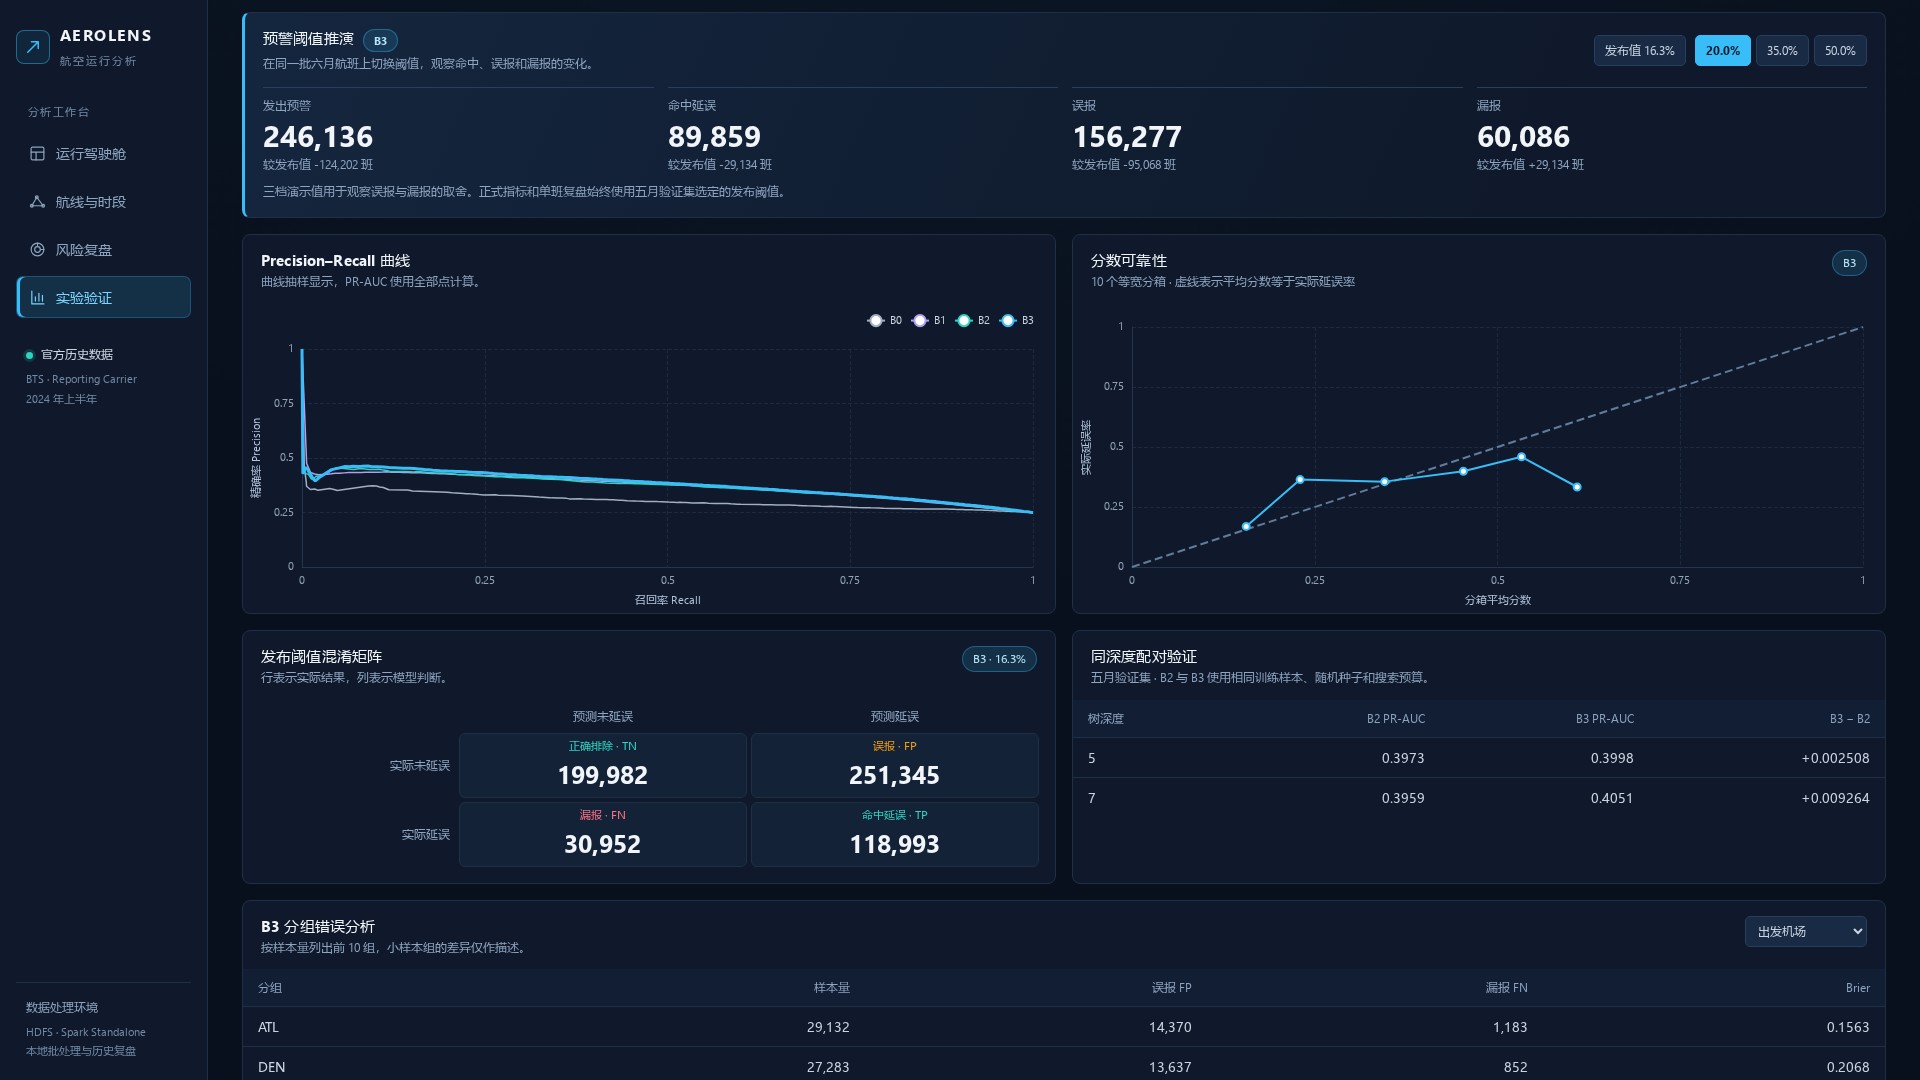 AEROLENS
航空运行分析
分析工作台
运行驾驶舱
航线与时段
风险复盘
实验验证
官方历史数据
BTS · Reporting Carrier
2024 年上半年
数据处理环境
HDFS · Spark Standalone
本地批处理与历史复盘
预警阈值推演 B3
在同一批六月航班上切换阈值，观察命中、误报和漏报的变化。
发布值 16.3% 20.0% 35.0% 50.0%
发出预警 命中延误 误报 漏报
246,136 89,859 156,277 60,086
较发布值 -124,202 班 较发布值 -29,134 班 较发布值 -95,068 班 较发布值 +29,134 班
三档演示值用于观察误报与漏报的取舍。正式指标和单班复盘始终使用五月验证集选定的发布阈值。
Precision–Recall 曲线
曲线抽样显示，PR-AUC 使用全部点计算。
B0 B1 B2 B3
精确率 Precision
1
0.75
0.5
0.25
0
0 0.25 0.5 0.75 1
召回率 Recall
分数可靠性 B3
10 个等宽分箱 · 虚线表示平均分数等于实际延误率
实际延误率
1
0.75
0.5
0.25
0
0 0.25 0.5 0.75 1
分箱平均分数
发布阈值混淆矩阵 B3 · 16.3%
行表示实际结果，列表示模型判断。
预测未延误 预测延误
实际未延误 正确排除 · TN 误报 · FP
199,982 251,345
实际延误 漏报 · FN 命中延误 · TP
30,952 118,993
同深度配对验证
五月验证集 · B2 与 B3 使用相同训练样本、随机种子和搜索预算。
树深度 B2 PR-AUC B3 PR-AUC B3 − B2
5 0.3973 0.3998 +0.002508
7 0.3959 0.4051 +0.009264
B3 分组错误分析 出发机场
按样本量列出前 10 组，小样本组的差异仅作描述。
分组 样本量 误报 FP 漏报 FN Brier
ATL 29,132 14,370 1,183 0.1563
DEN 27,283 13,637 852 0.2068